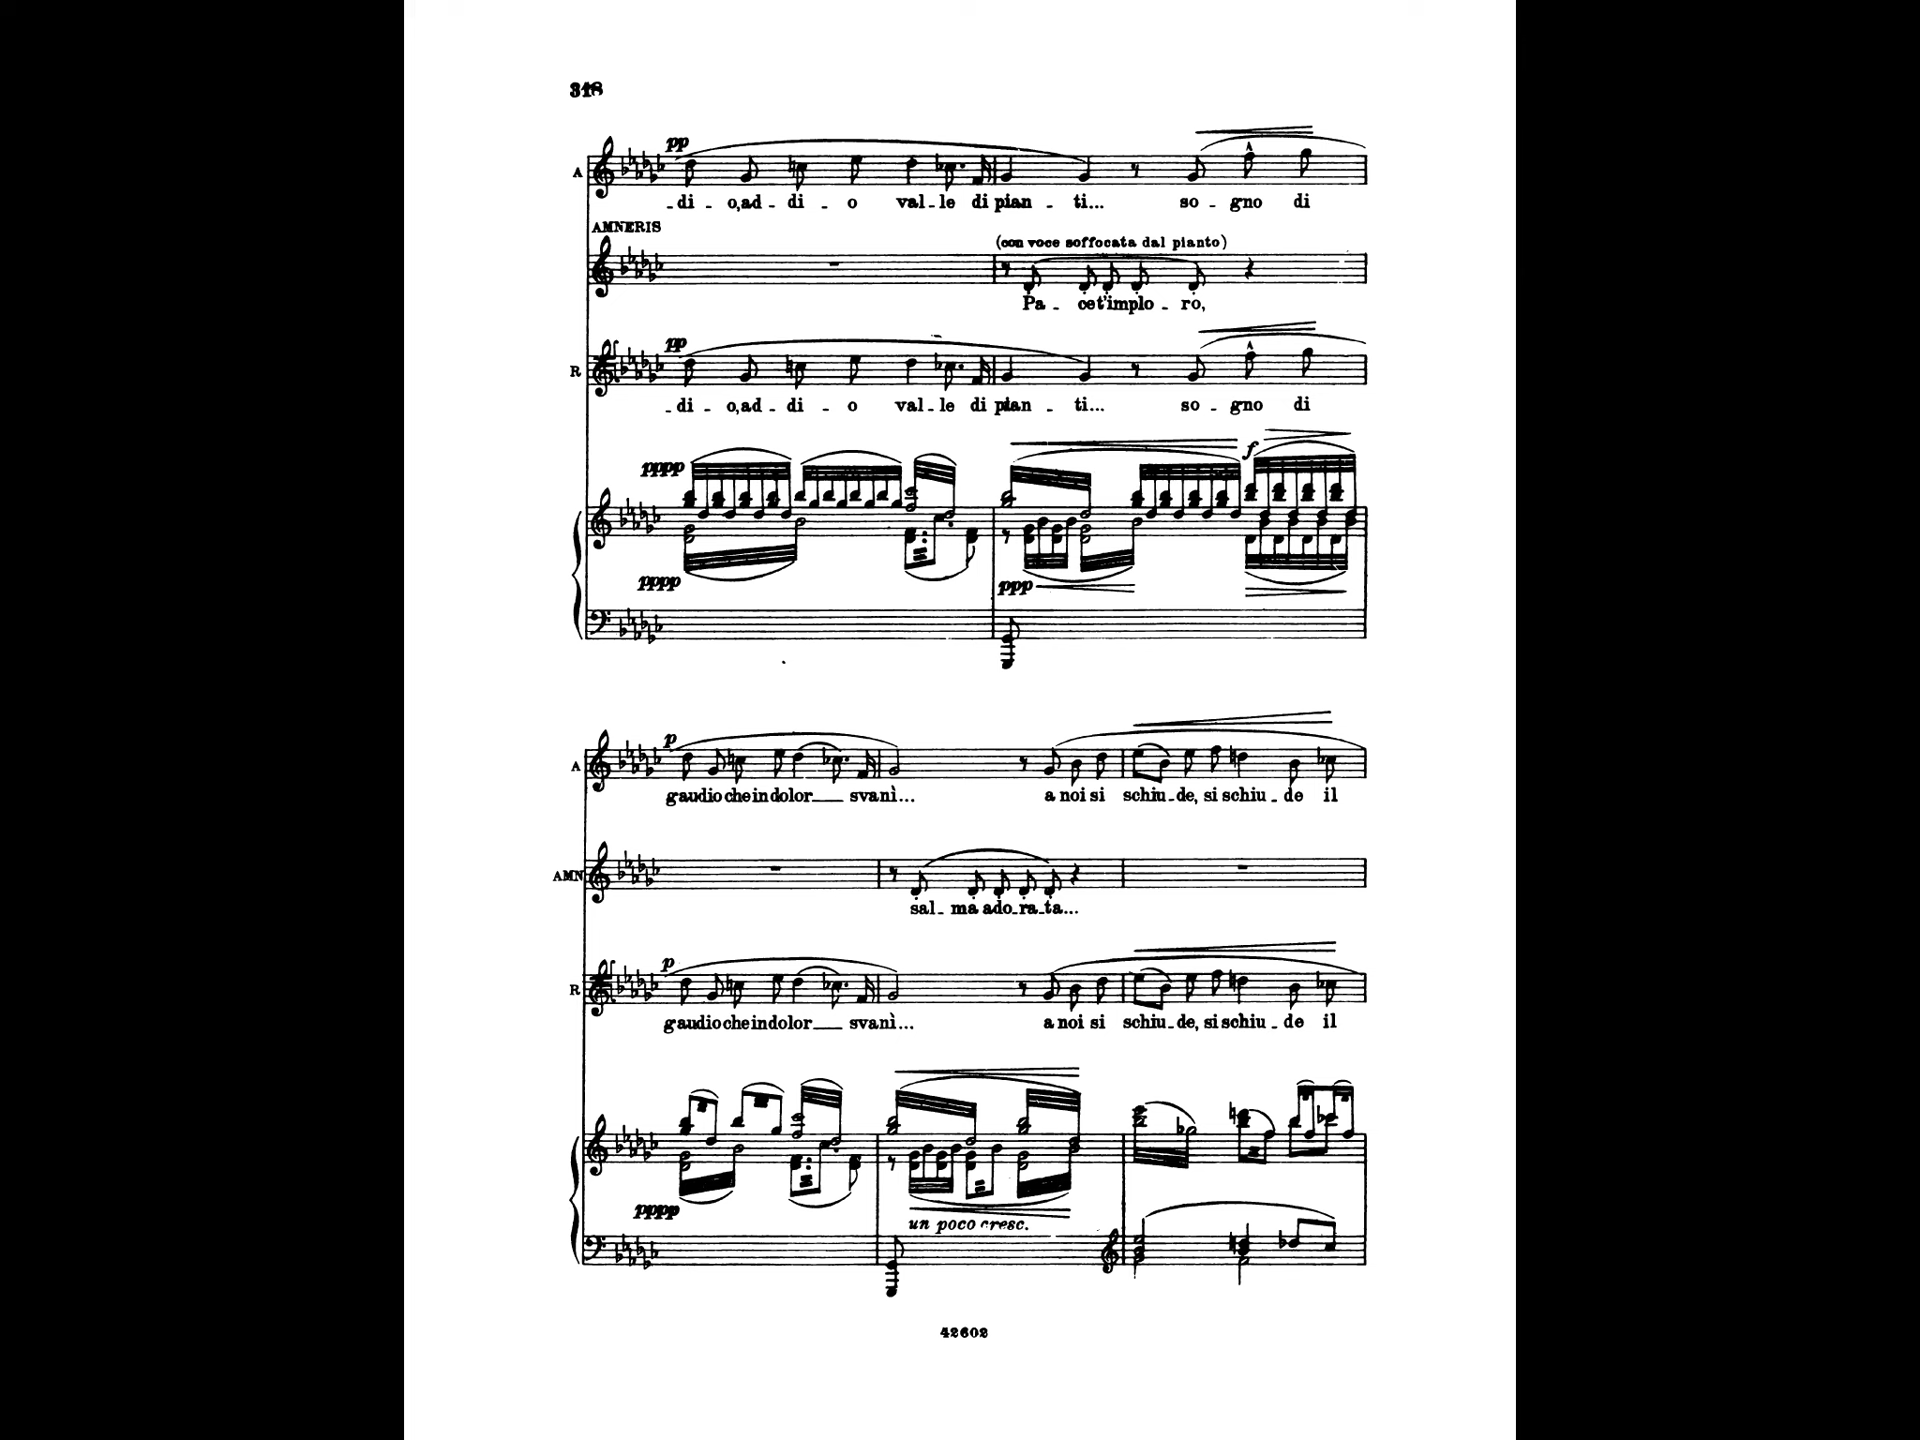 318
pp
A
_ di _ o,ad _ di _ o val _ le di pian _ ti... so _ gno di
AMNERIS
(con voce soffocata dal pianto)
Pa _ cet'implo _ ro,
pp
R
_ di _ o,ad _ di _ o val _ le di pian _ ti... so _ gno di
f
pppp
pppp
ppp
p
A
gaudio che in dolor___ svanì... a noi si schiu _ de, si schiu _ de il
AMN
sal _ ma ado _ ra _ ta...
p
R
gaudio che in dolor___ svanì... a noi si schiu _ de, si schiu _ de il
pppp
un poco cresc.
42602